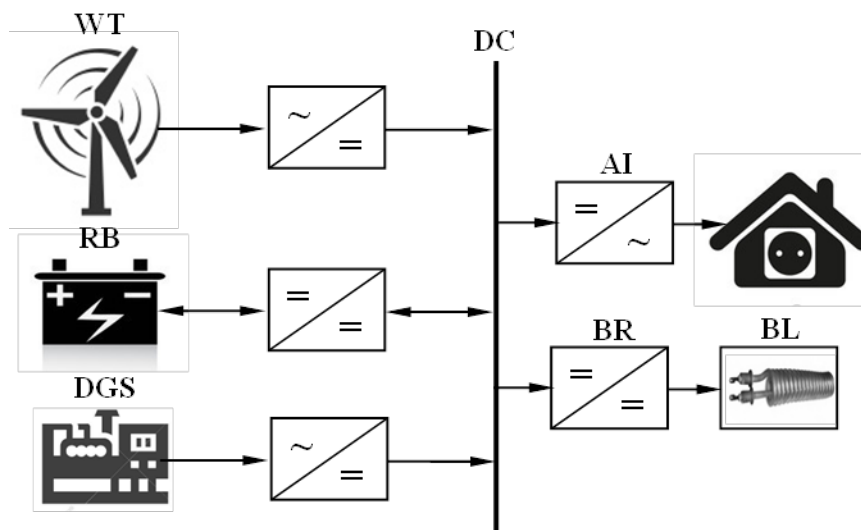 WT
DC
~
=
AI
=
~
RB
+ −
=
=
BR
=
=
BL
DGS
~
=